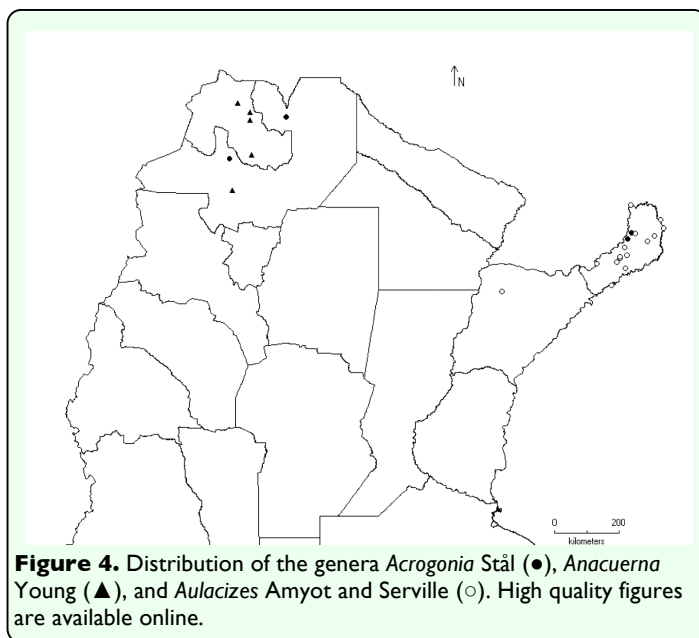 N
0 200
kilometers
Figure 4. Distribution of the genera Acrogonia Stål (●), Anacuerna
Young (▲), and Aulacizes Amyot and Serville (○). High quality figures
are available online.